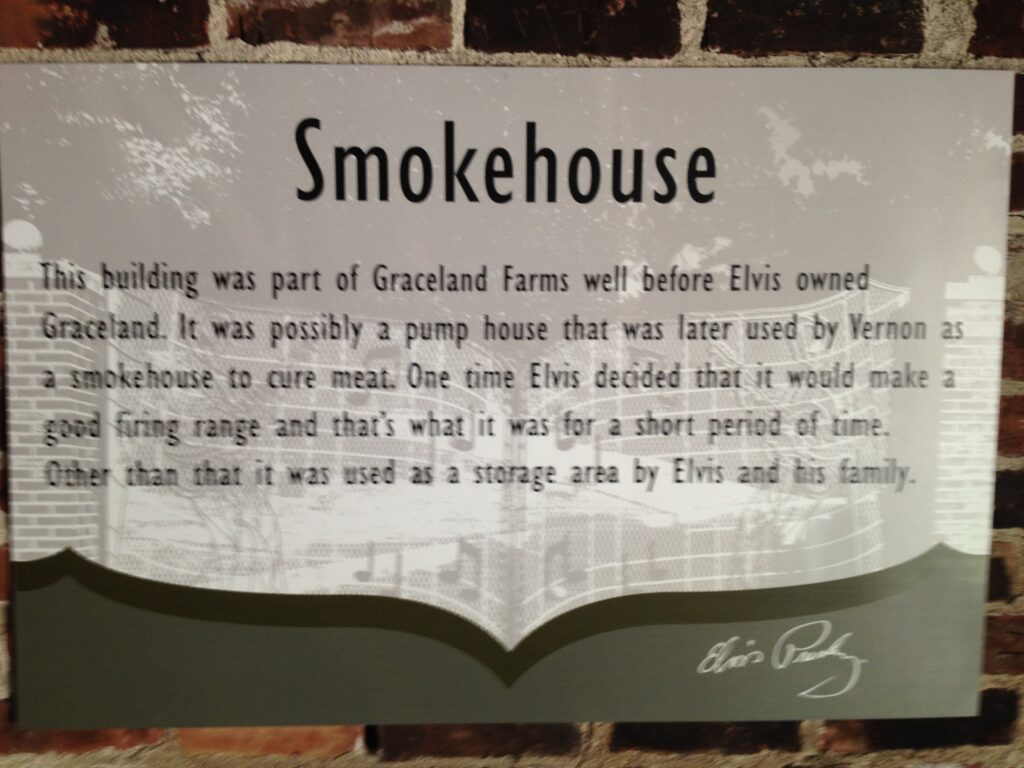 Smokehouse
This building was part of Graceland Farms well before Elvis owned
Graceland. It was possibly a pump house that was later used by Vernon as
a smokehouse to cure meat. One time Elvis decided that it would make a
good firing range and that's what it was for a short period of time.
Other than that it was used as a storage area by Elvis and his family.
Elvis Presley